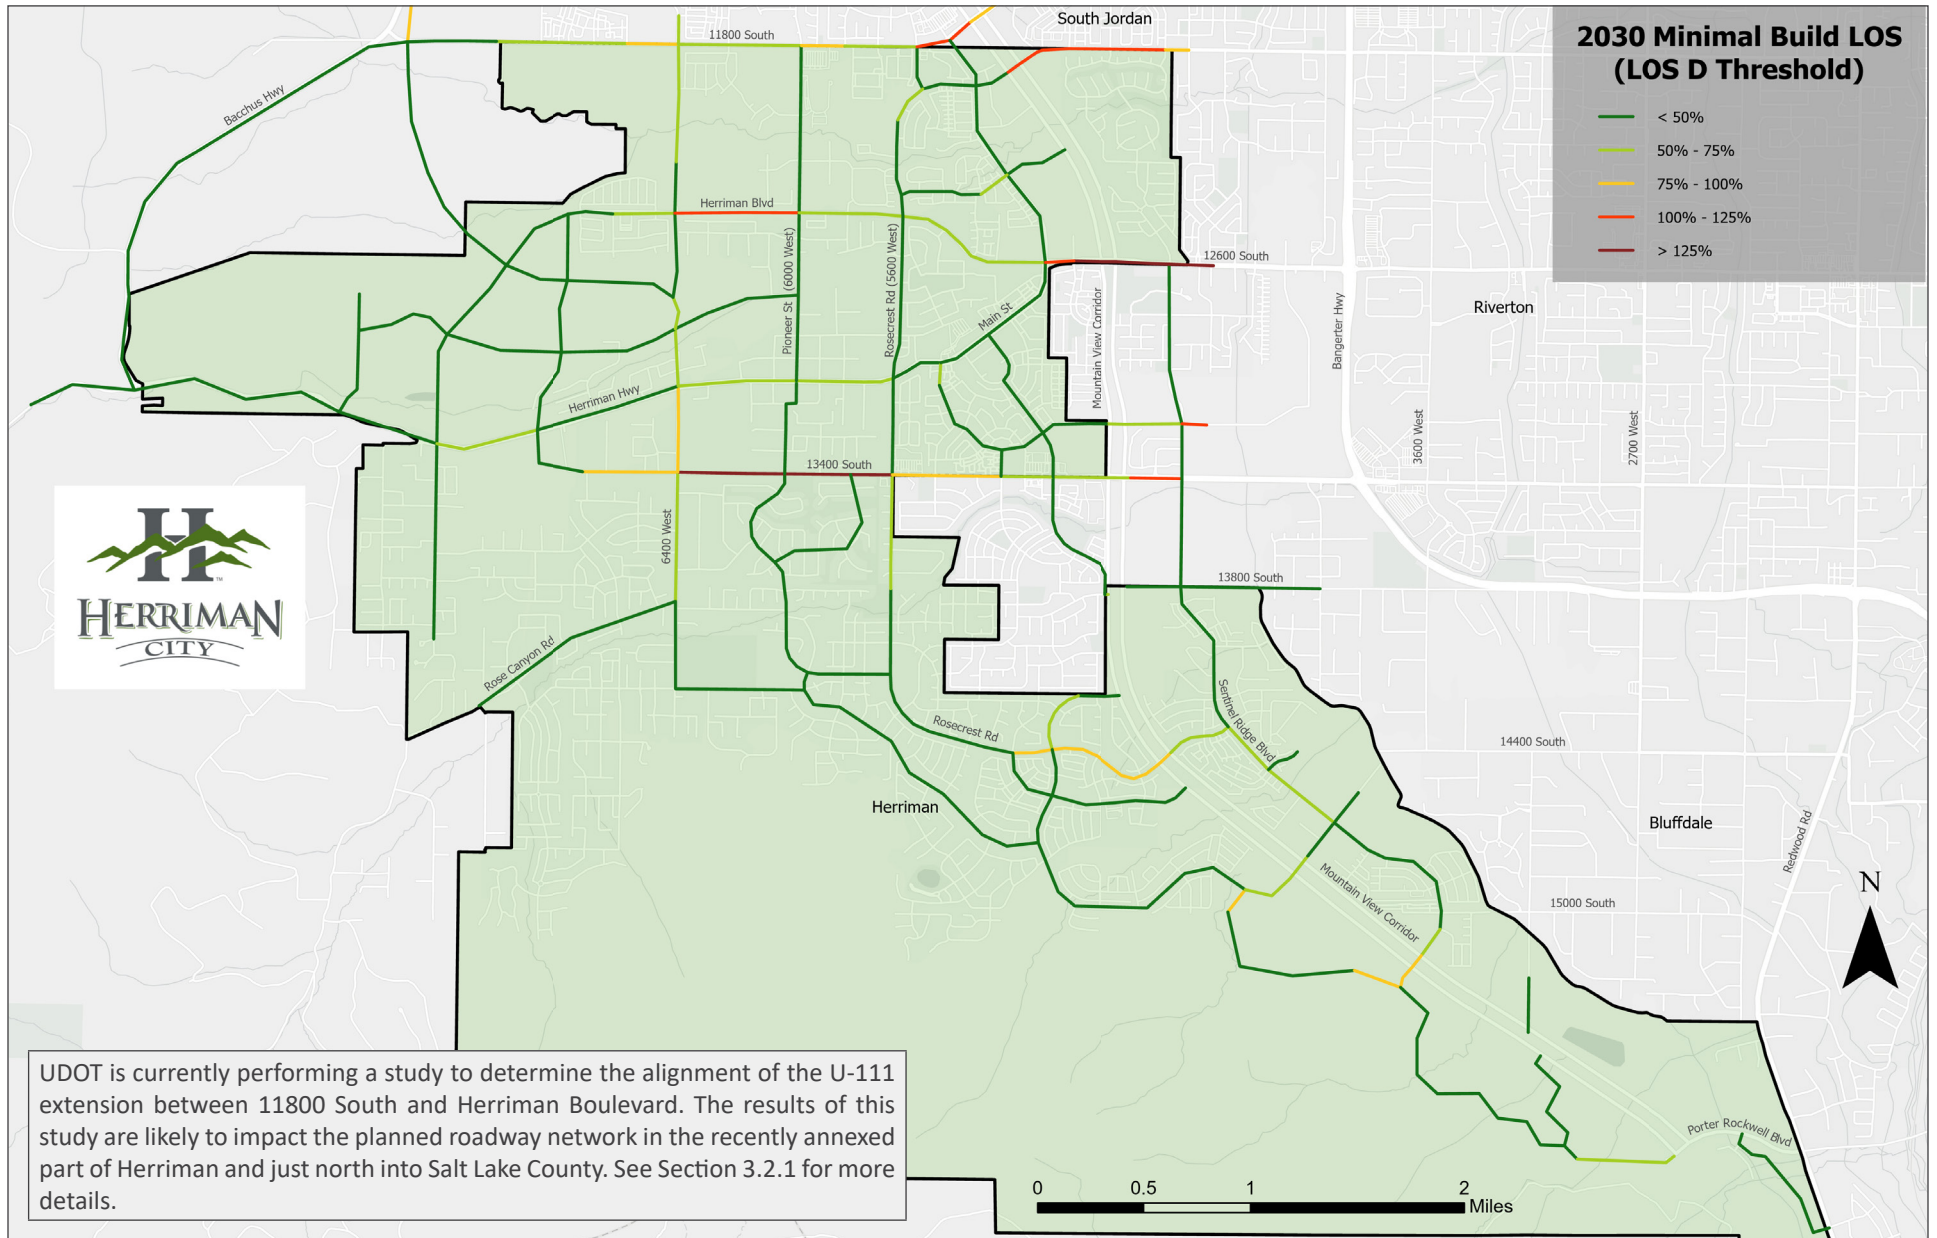 South Jordan
11800 South
Bacchus Hwy
2030 Minimal Build LOS
(LOS D Threshold)
< 50%
50% - 75%
75% - 100%
100% - 125%
> 125%
Herriman Blvd
Pioneer St (6000 West)
Rosecrest Rd (5600 West)
12600 South
Main St
Mountain View Corridor
Bangerter Hwy
Riverton
Herriman Hwy
3600 West
2700 West
13400 South
6400 West
HERRIMAN
CITY
TM
13800 South
Rose Canyon Rd
Rosecrest Rd
Sentinel Ridge Blvd
14400 South
Herriman
Bluffdale
Redwood Rd
Mountain View Corridor
15000 South
N
UDOT is currently performing a study to determine the alignment of the U-111
extension between 11800 South and Herriman Boulevard. The results of this
study are likely to impact the planned roadway network in the recently annexed
part of Herriman and just north into Salt Lake County. See Section 3.2.1 for more
details.
Porter Rockwell Blvd
0 0.5 1 2
Miles